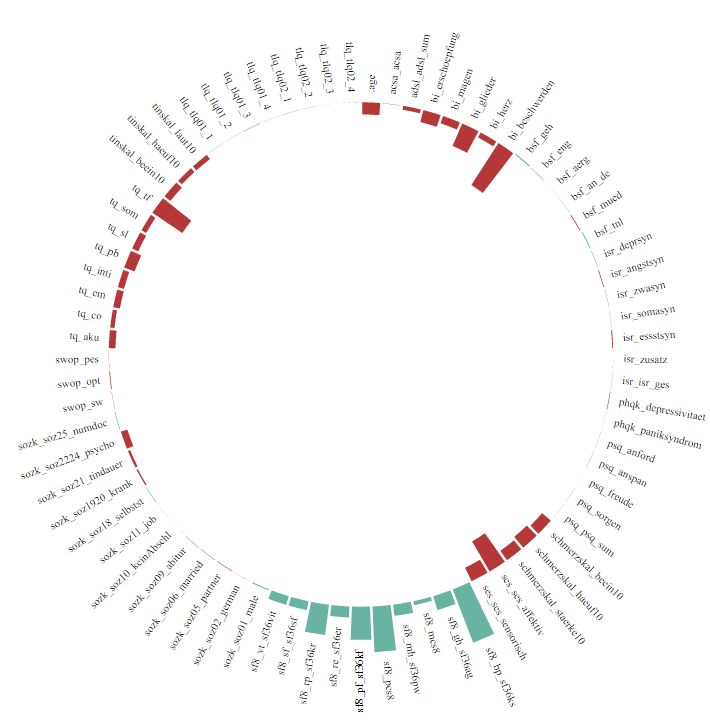 age
acsa_acsa
adsl_adsl_sum
bi_erschoepfung
bi_magen
bi_glieder
bi_herz
bi_beschwerden
bsf_geh
bsf_eng
bsf_aerg
bsf_an_de
bsf_mued
bsf_tnl
isr_deprsyn
isr_angstsyn
isr_zwasyn
isr_somasyn
isr_essstsyn
isr_zusatz
isr_isr_ges
phqk_depressivitaet
phqk_paniksyndrom
psq_anford
psq_anspan
psq_freude
psq_sorgen
psq_psq_sum
schmerzskal_beein10
schmerzskal_haeuf10
schmerzskal_staerke10
ses_ses_affektiv
ses_ses_sensorisch
sf8_bp_sf36ks
sf8_gh_sf36ag
sf8_mcs8
sf8_mh_sf36pw
sf8_pcs8
sf8_pf_sf36kf
sf8_re_sf36er
sf8_rp_sf36kr
sf8_sf_sf36sf
sf8_vt_sf36vit
sozk_soz01_male
sozk_soz02_german
sozk_soz05_partner
sozk_soz06_married
sozk_soz09_abitur
sozk_soz10_keinAbschl
sozk_soz11_job
sozk_soz18_selbstst
sozk_soz1920_krank
sozk_soz21_tindauer
sozk_soz2224_psycho
sozk_soz25_numdoc
swop_sw
swop_opt
swop_pes
tq_aku
tq_co
tq_em
tq_inti
tq_pb
tq_sl
tq_som
tq_tf
tinskal_beein10
tinskal_haeuf10
tinskal_laut10
tlq_tlq01_1
tlq_tlq01_2
tlq_tlq01_3
tlq_tlq01_4
tlq_tlq02_1
tlq_tlq02_2
tlq_tlq02_3
tlq_tlq02_4